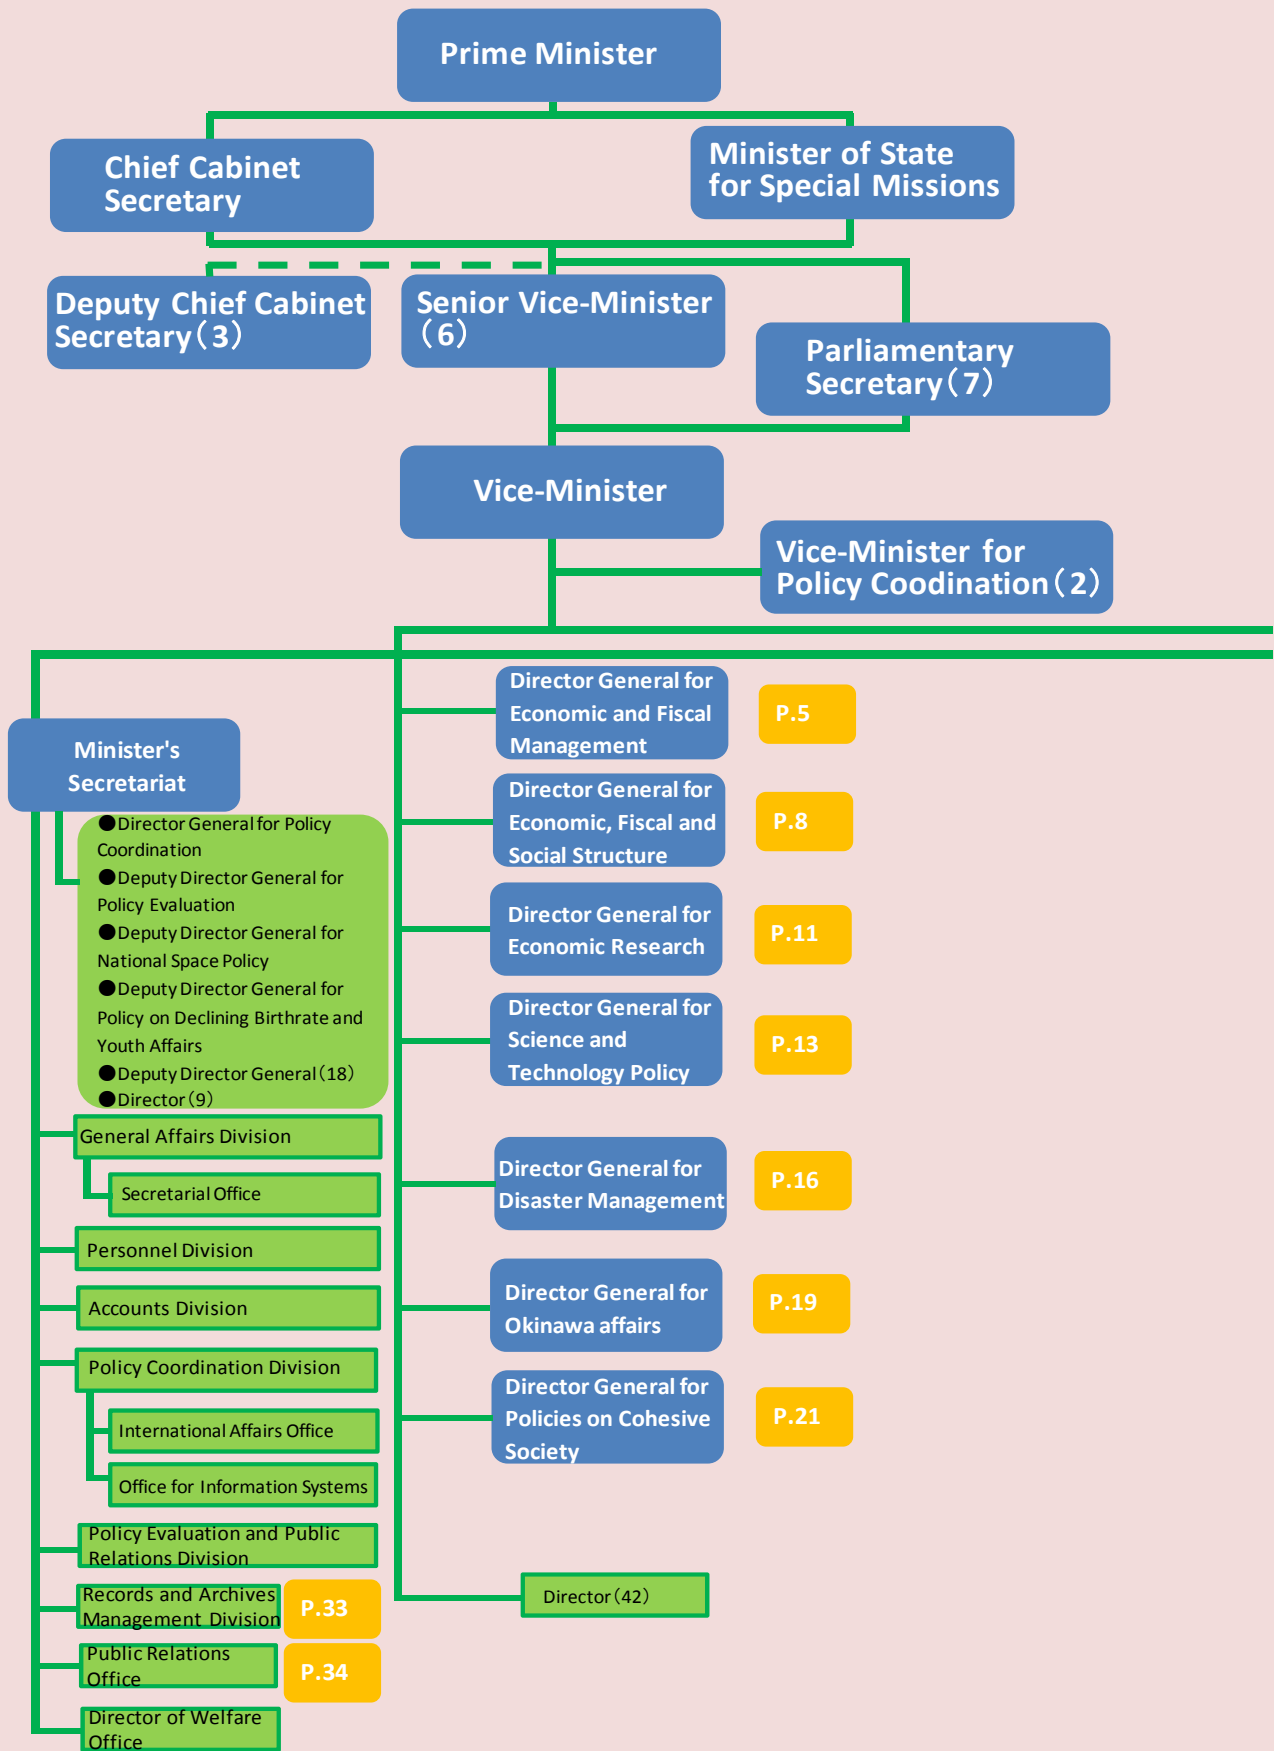 Prime Minister
Chief Cabinet
Secretary
Minister of State
for Special Missions
Deputy Chief Cabinet
Secretary（3）
Senior Vice-Minister
（6）
Parliamentary
Secretary（7）
Vice-Minister
Vice-Minister for
Policy Coodination（2）
Minister's
Secretariat
●Director General for Policy
Coordination
●Deputy Director General for
Policy Evaluation
●Deputy Director General for
National Space Policy
●Deputy Director General for
Policy on Declining Birthrate and
Youth Affairs
●Deputy Director General（18）
●Director（9）
General Affairs Division
Secretarial Office
Personnel Division
Accounts Division
Policy Coordination Division
International Affairs Office
Office for Information Systems
Policy Evaluation and Public
Relations Division
Records and Archives
Management Division
P.33
Public Relations
Office
P.34
Director of Welfare
Office
Director General for
Economic and Fiscal
Management
P.5
Director General for
Economic, Fiscal and
Social Structure
P.8
Director General for
Economic Research
P.11
Director General for
Science and
Technology Policy
P.13
Director General for
Disaster Management
P.16
Director General for
Okinawa affairs
P.19
Director General for
Policies on Cohesive
Society
P.21
Director（42）